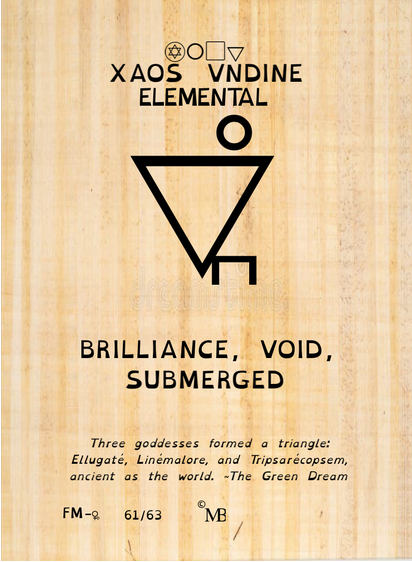 XAOS VNDINE
ELEMENTAL
dreamstime
BRILLIANCE, VOID,
SUBMERGED
Three goddesses formed a triangle:
Ellugaté, Linémalore, and Tripsarécopsem,
ancient as the world. ~The Green Dream
FM-♀ 61/63 © MB